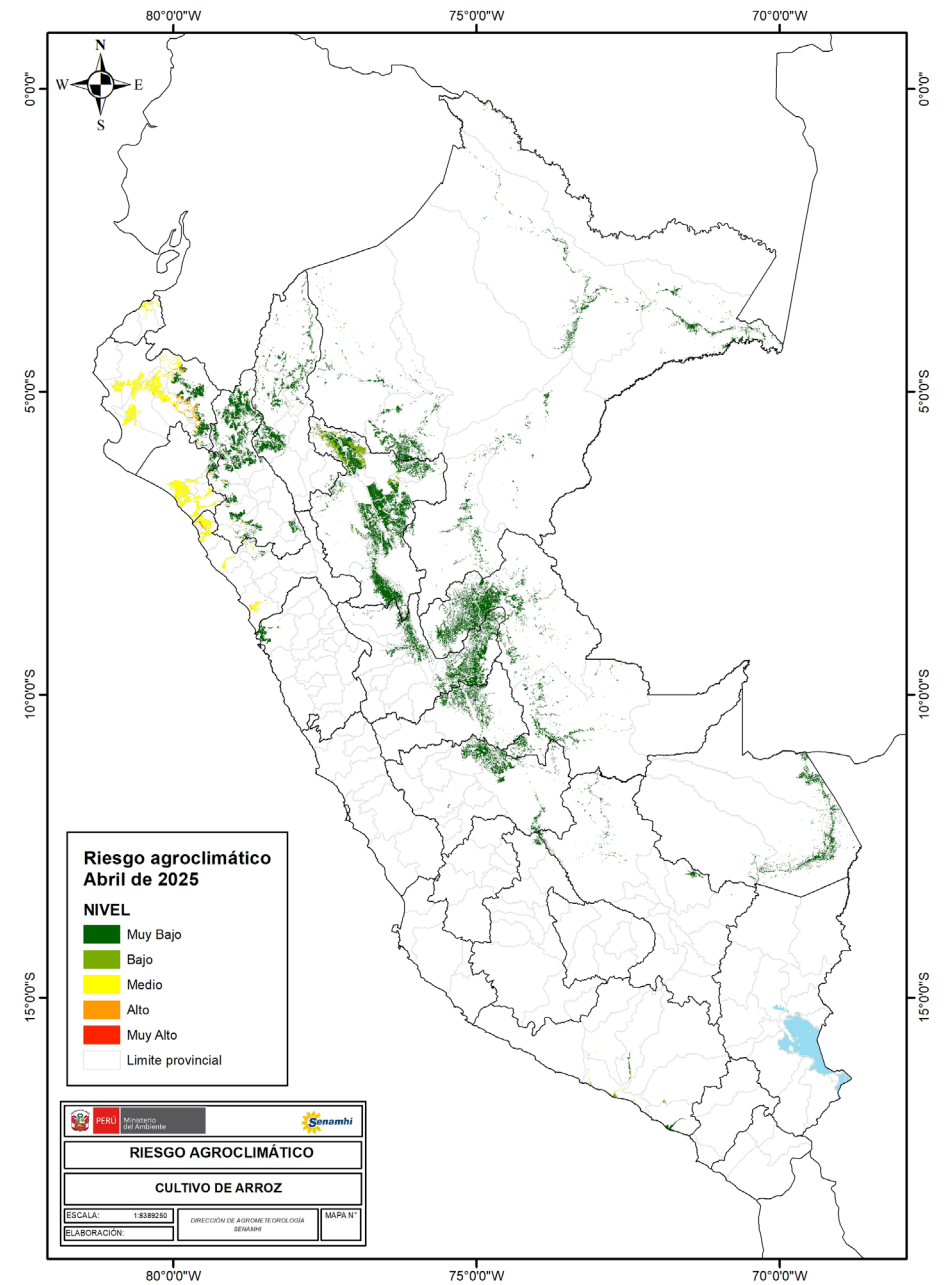 80°0'0"W 75°0'0"W 70°0'0"W
N
W E
S
0°0'0" 0°0'0"
5°0'0"S 5°0'0"S
10°0'0"S 10°0'0"S
15°0'0"S 15°0'0"S
Riesgo agroclimático
Abril de 2025
NIVEL
Muy Bajo
Bajo
Medio
Alto
Muy Alto
Limite provincial
PERÚ Ministerio
del Ambiente
Senamhi
RIESGO AGROCLIMÁTICO
CULTIVO DE ARROZ
ESCALA: 1:8389250
DIRECCIÓN DE AGROMETEOROLOGÍA
SENAMHI
MAPA N°
ELABORACIÓN:
80°0'0"W 75°0'0"W 70°0'0"W